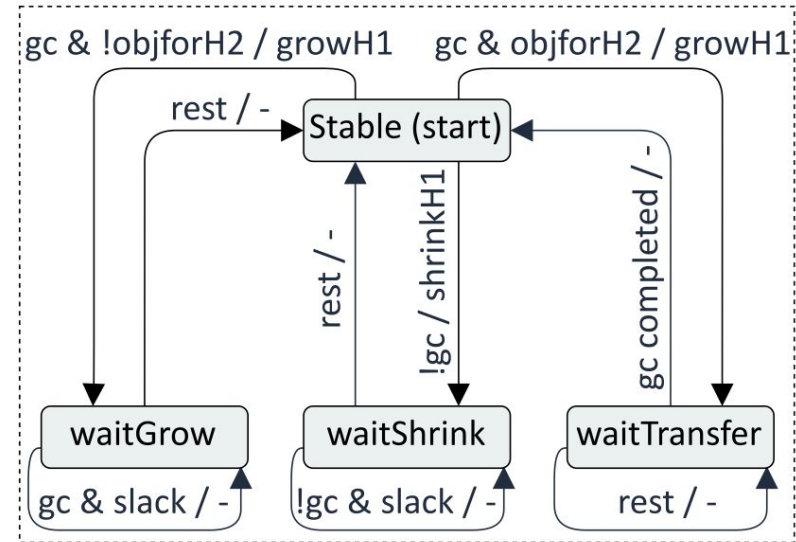 gc & !objforH2 / growH1
gc & objforH2 / growH1
rest / -
Stable (start)
rest / -
!gc / shrinkH1
gc completed / -
waitGrow
waitShrink
waitTransfer
gc & slack / -
!gc & slack / -
rest / -